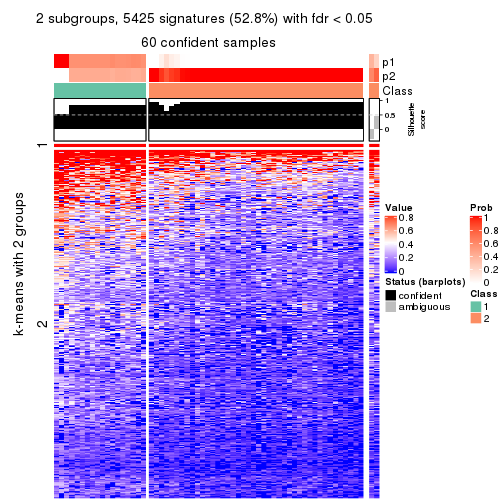 2 subgroups, 5425 signatures (52.8%) with fdr < 0.05
60 confident samples
p1
p2
Class
1
0.5
0
Silhouette
score
k-means with 2 groups
1
2
Value
0.8
0.6
0.4
0.2
0
Prob
1
0.8
0.6
0.4
0.2
0
Status (barplots)
confident
ambiguous
Class
1
2